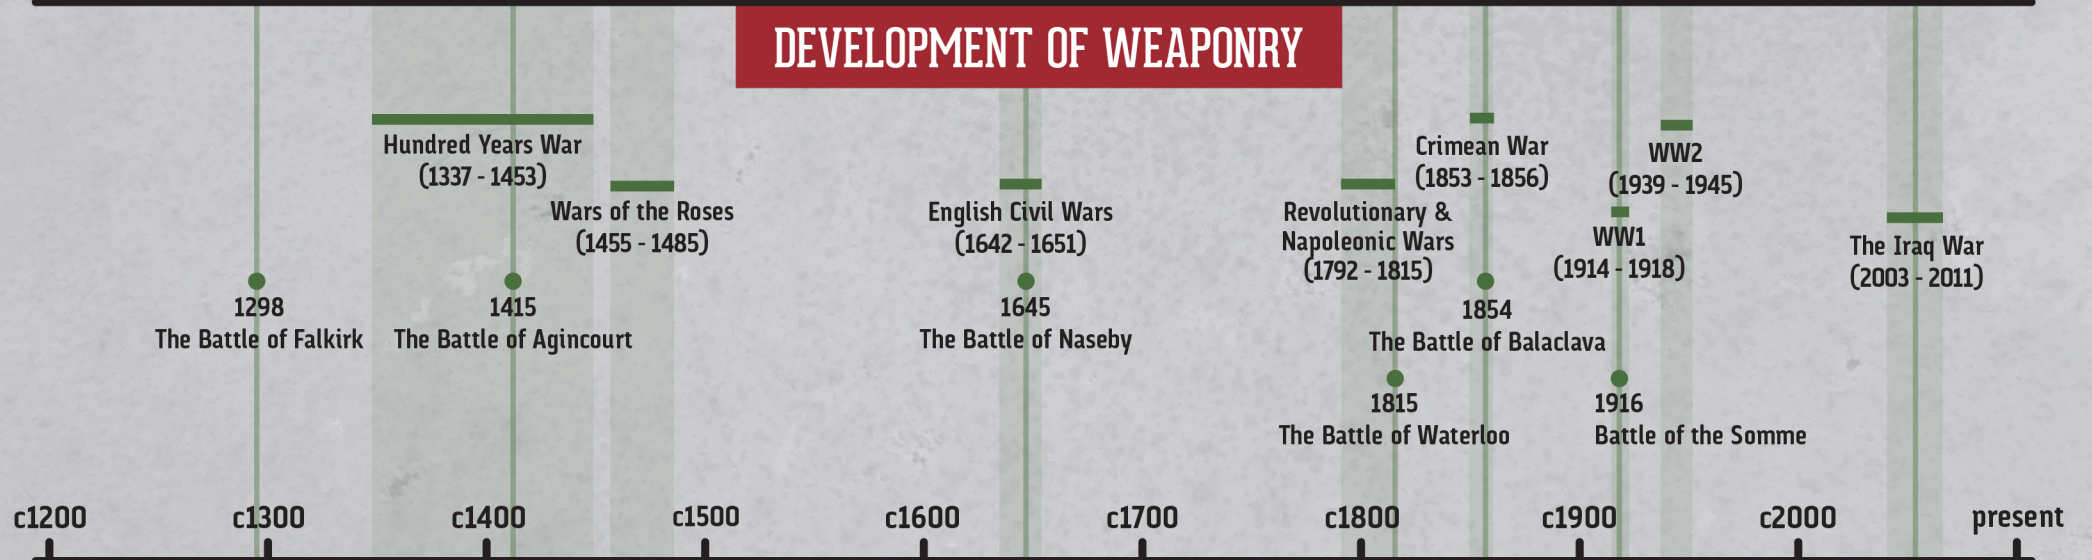 DEVELOPMENT OF WEAPONRY
Hundred Years War
(1337 - 1453)
Wars of the Roses
(1455 - 1485)
English Civil Wars
(1642 - 1651)
Revolutionary &
Napoleonic Wars
(1792 - 1815)
Crimean War
(1853 - 1856)
WW2
(1939 - 1945)
WW1
(1914 - 1918)
The Iraq War
(2003 - 2011)
1298
The Battle of Falkirk
1415
The Battle of Agincourt
1645
The Battle of Naseby
1854
The Battle of Balaclava
1815
The Battle of Waterloo
1916
Battle of the Somme
c1200
c1300
c1400
c1500
c1600
c1700
c1800
c1900
c2000
present